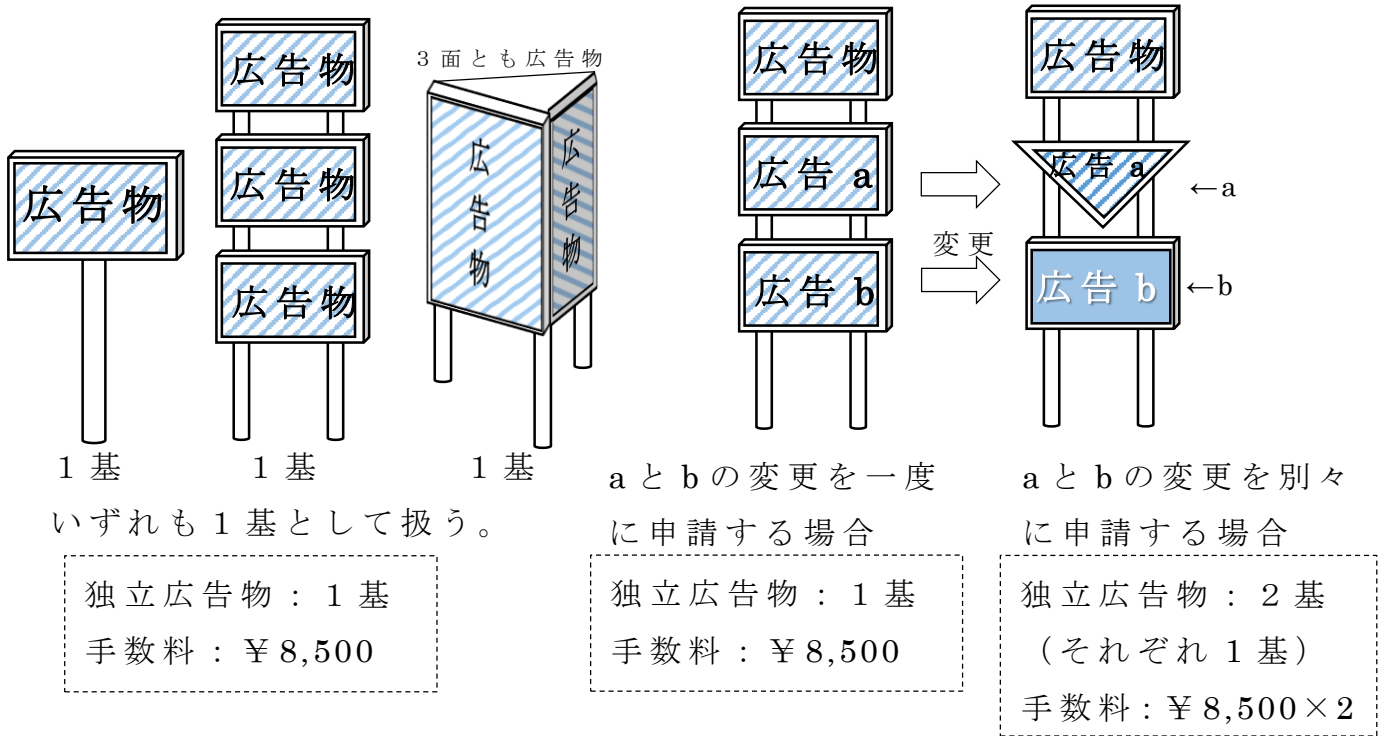 広告物
広告物
広告物
広告物
3面とも広告物
広告物
広告物
1基
1基
1基
いずれも1基として扱う。
独立広告物：1基
手数料：￥8,500
広告物
広告a
広告b
変更
広告物
広告a
←a
広告b
←b
aとbの変更を一度
に申請する場合
独立広告物：1基
手数料：￥8,500
aとbの変更を別々
に申請する場合
独立広告物：2基
（それぞれ1基）
手数料：￥8,500×2